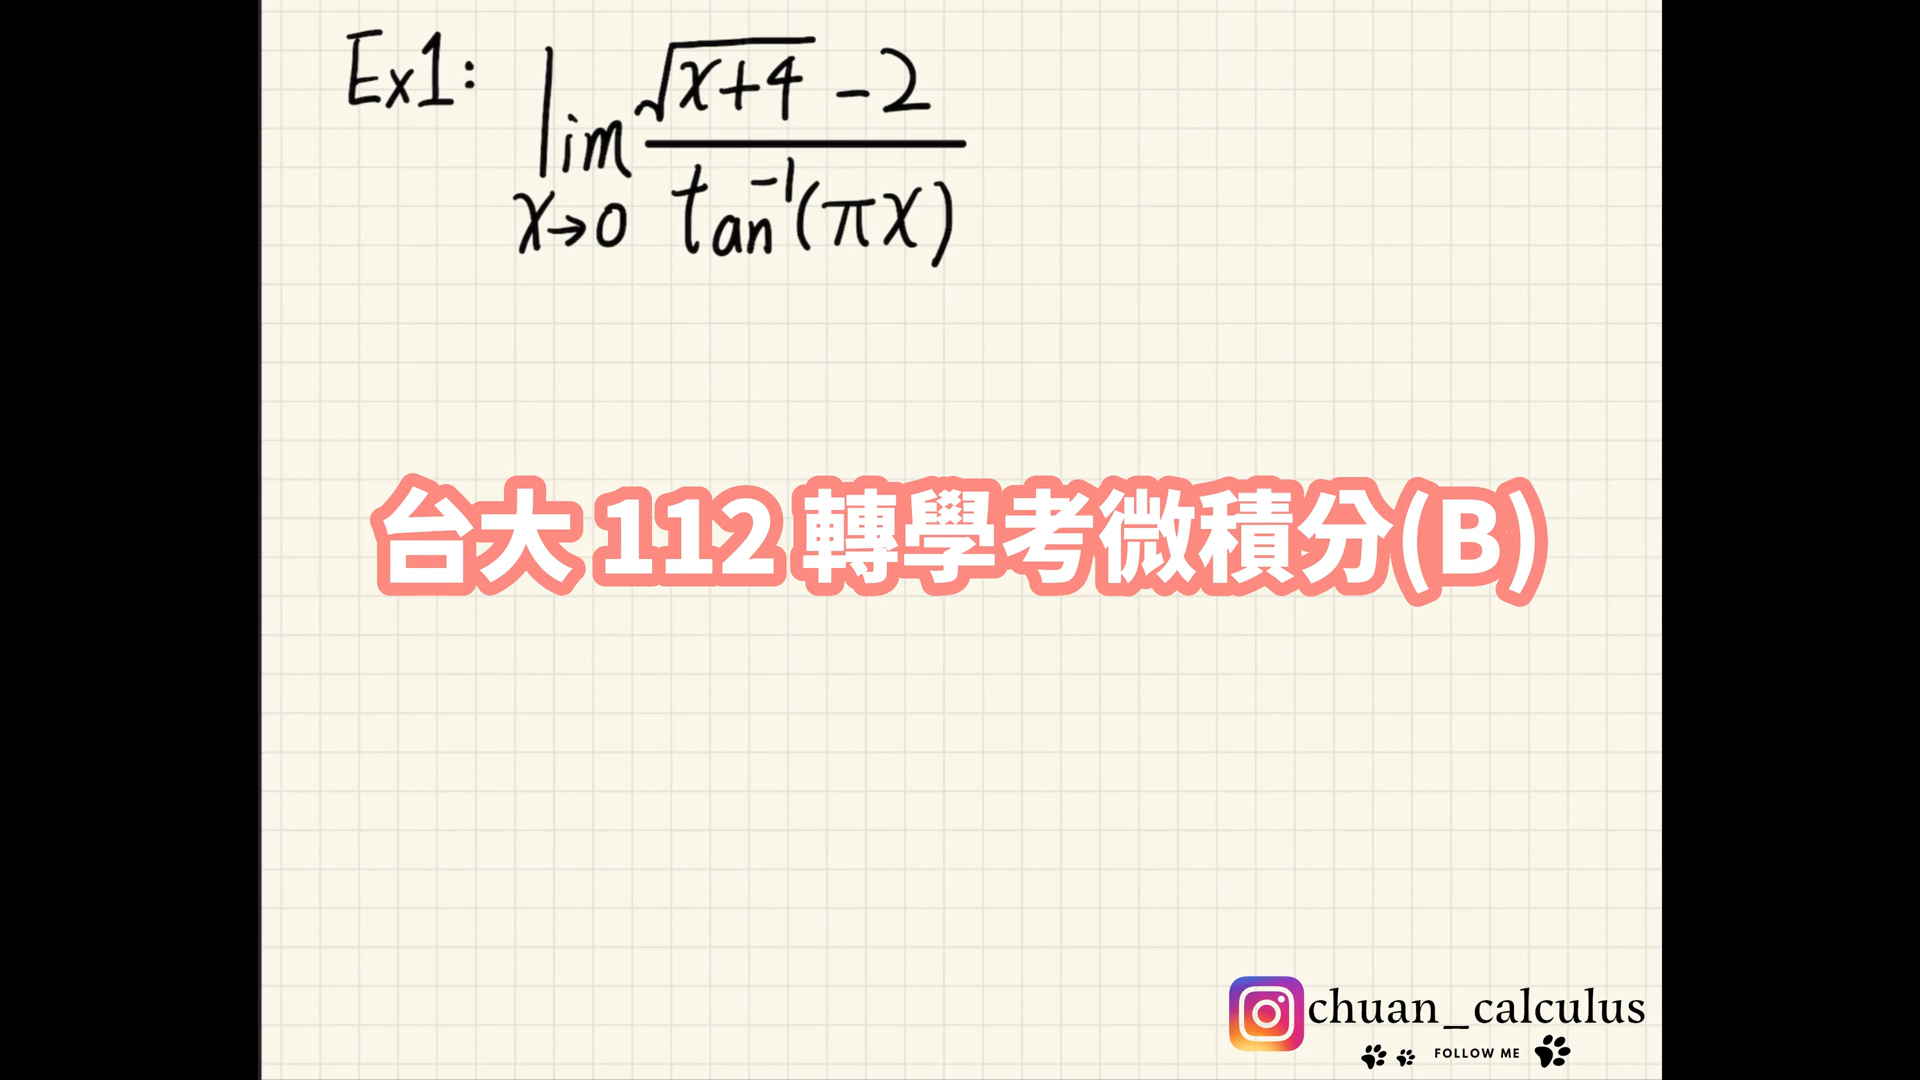 Ex1: lim x→0 (√(x+4) -2)/(tan⁻¹(πx))
台大 112 轉學考微積分(B)
chuan_calculus
FOLLOW ME